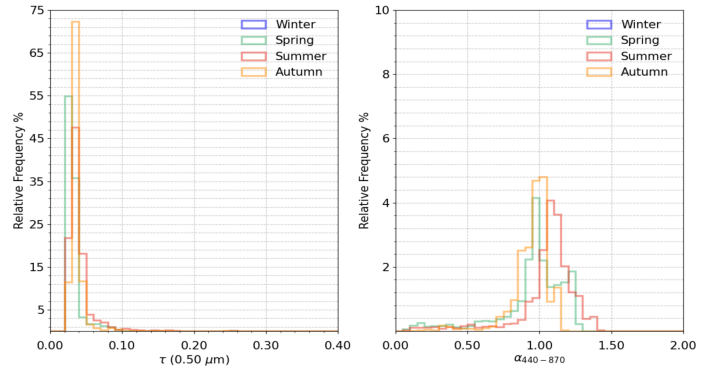 75
65
55
45
35
25
15
5
Relative Frequency %
Winter
Spring
Summer
Autumn
0.00 0.10 0.20 0.30 0.40
τ (0.50 μm)
10
8
6
4
2
Relative Frequency %
Winter
Spring
Summer
Autumn
0.00 0.50 1.00 1.50 2.00
α440−870